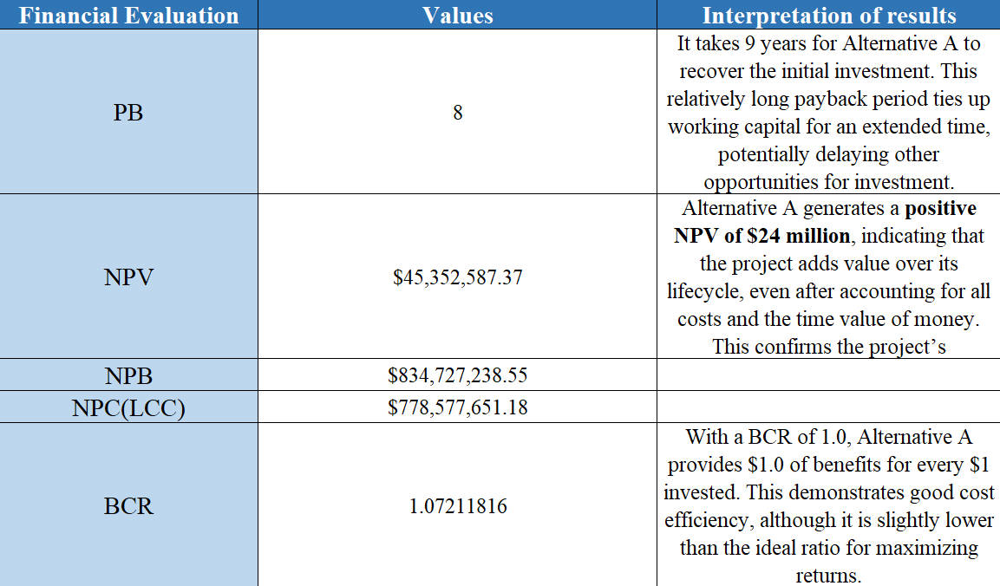 Financial Evaluation Values Interpretation of results
PB 8 It takes 9 years for Alternative A to
recover the initial investment. This
relatively long payback period ties up
working capital for an extended time,
potentially delaying other
opportunities for investment.
NPV $45,352,587.37 Alternative A generates a positive
NPV of $24 million, indicating that
the project adds value over its
lifecycle, even after accounting for all
costs and the time value of money.
This confirms the project’s
NPB $834,727,238.55
NPC(LCC) $778,577,651.18
BCR 1.07211816 With a BCR of 1.0, Alternative A
provides $1.0 of benefits for every $1
invested. This demonstrates good cost
efficiency, although it is slightly lower
than the ideal ratio for maximizing
returns.